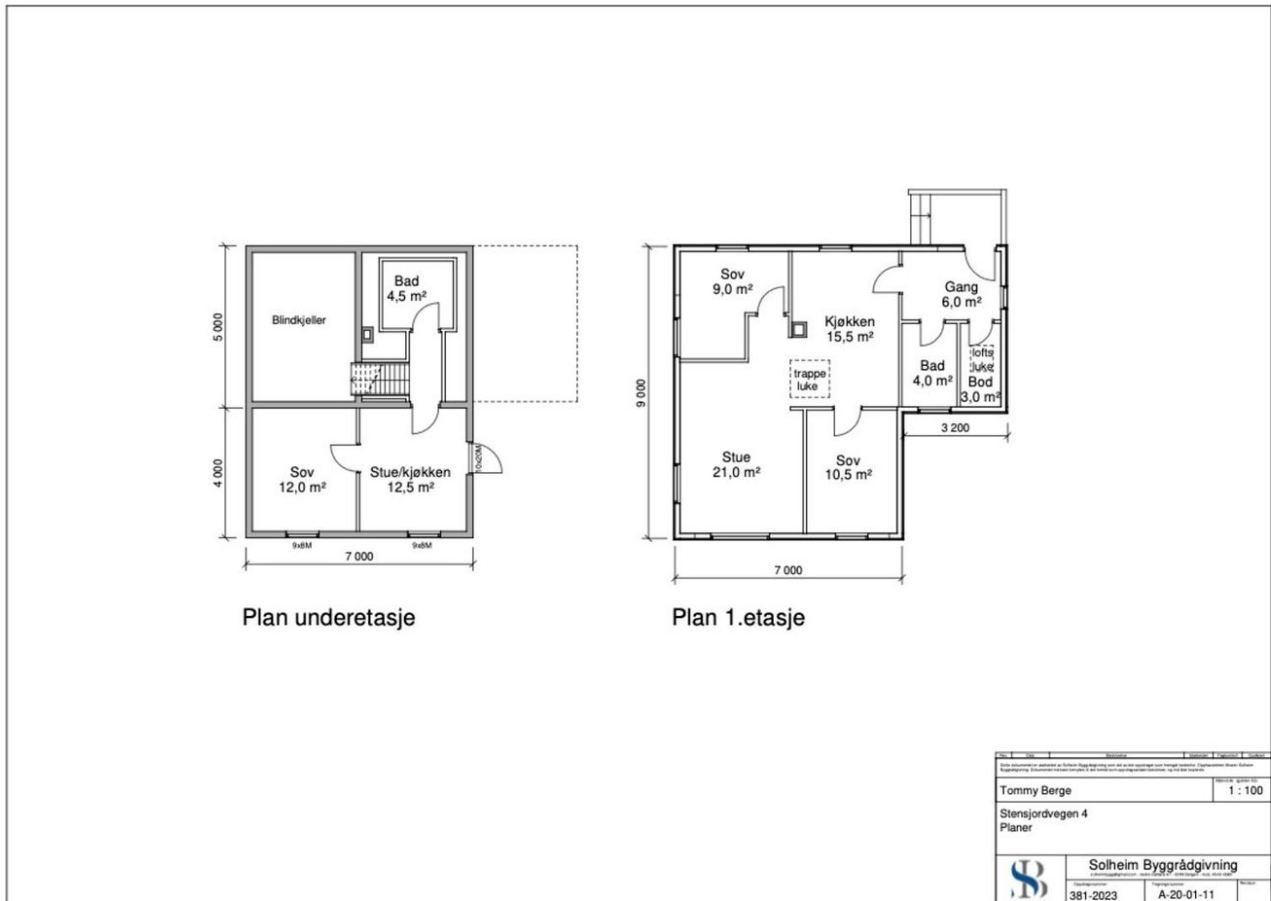 Bad
4,5 m²
Blindkjeller
5 000
4 000
Sov
12,0 m²
Stue/kjøkken
12,5 m²
10x20M
9x8M
9x8M
7 000
Plan underetasje
Sov
9,0 m²
Kjøkken
15,5 m²
Gang
6,0 m²
trappe
luke
Bad
4,0 m²
lofts
luke
Bod
3,0 m²
9 000
3 200
Stue
21,0 m²
Sov
10,5 m²
7 000
Plan 1.etasje
Tommy Berge
1 : 100
Stensjordvegen 4
Planer
SB
Solheim Byggrådgivning
381-2023
A-20-01-11